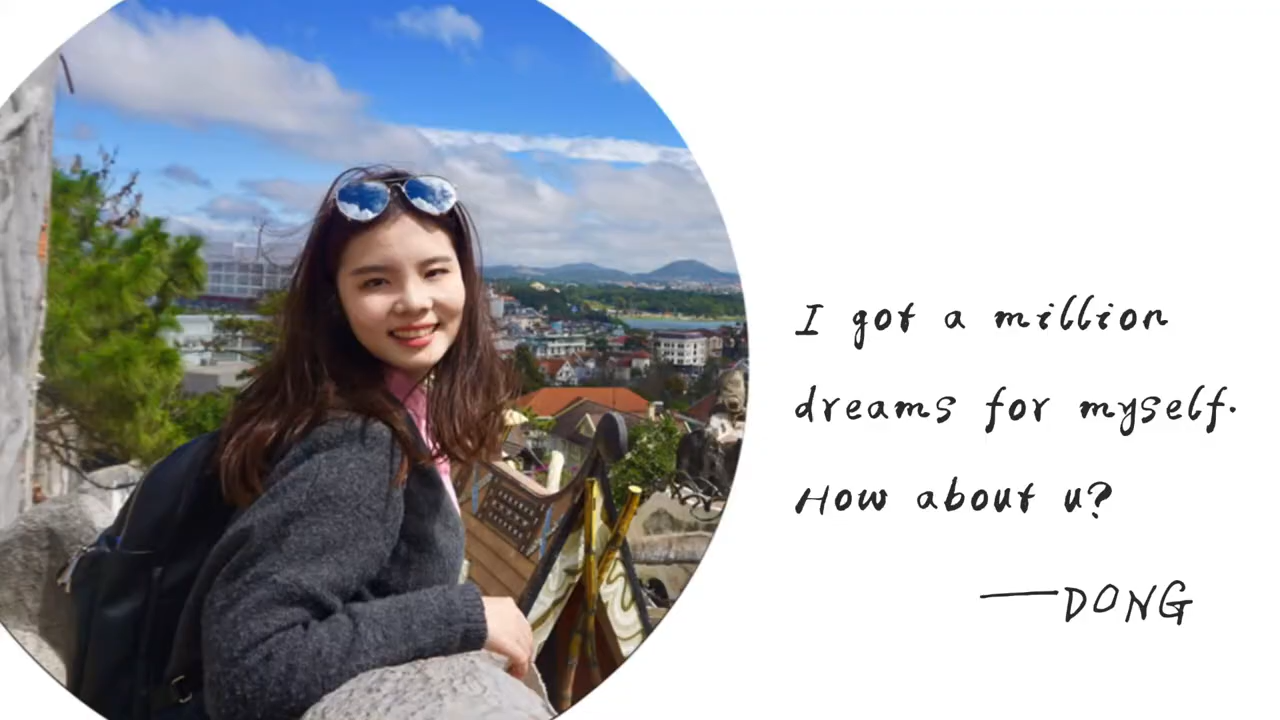 I got a million
dreams for myself.
How about u?
——DONG